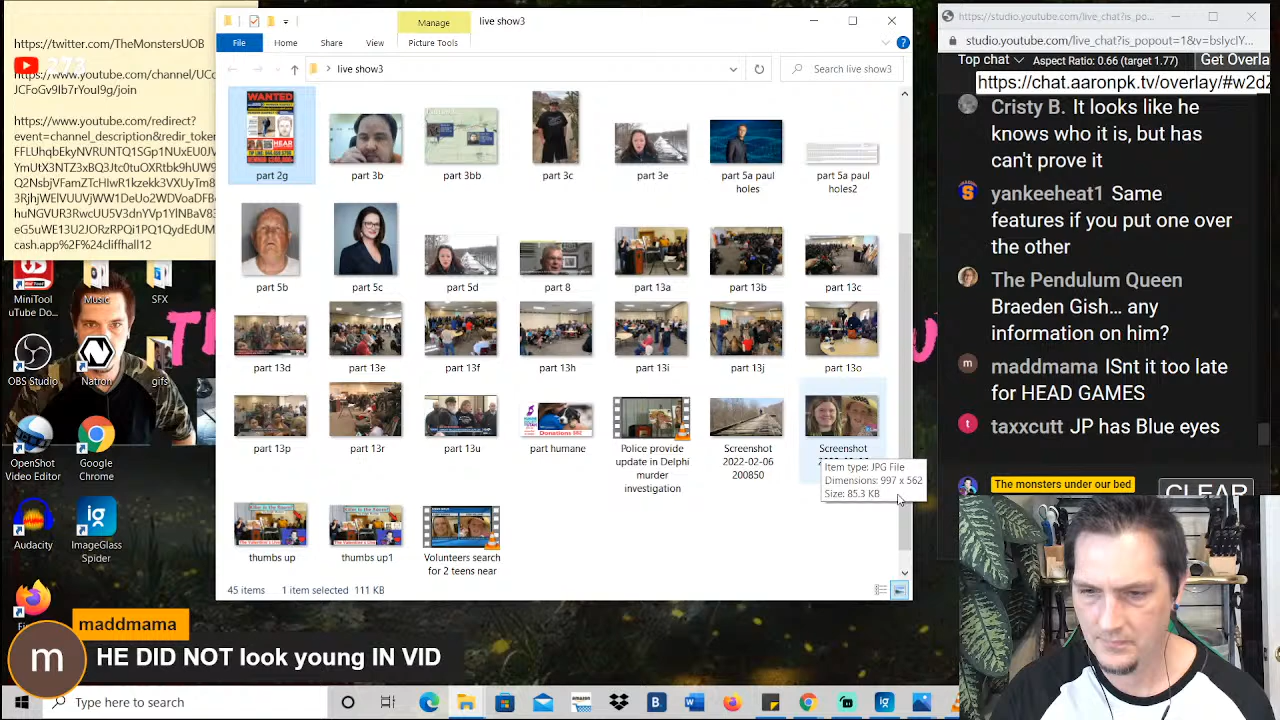 https://twitter.com/TheMonstersUOB
273
https://www.youtube.com/channel/UCc
JCFoGv9Ib7rYouI9g/join
https://www.youtube.com/redirect?
event=channel_description&redir_token
cash.app%2F%24cliffhall12
MiniTool
uTube Do...
Music
SFX
OBS Studio
Natron
gifs
OpenShot
Video Editor
Google
Chrome
Audacity
ImageGlass
Spider
Manage
live show3
File
Home
Share
View
Picture Tools
live show3
Search live show3
WANTED
part 2g
part 3b
part 3bb
part 3c
part 3e
part 5a paul
holes
part 5a paul
holes2
part 5b
part 5c
part 5d
part 8
part 13a
part 13b
part 13c
part 13d
part 13e
part 13f
part 13h
part 13i
part 13j
part 13o
part 13p
part 13r
part 13u
Donations
part humane
Police provide
update in Delphi
murder
investigation
Screenshot
2022-02-06
200850
Screenshot
Item type: JPG File
Dimensions: 997 x 562
Size: 85.3 KB
thumbs up
thumbs up1
Volunteers search
for 2 teens near
45 items
1 item selected 111 KB
maddmama
m
HE DID NOT look young IN VID
Type here to search
https://studio.youtube.com/live_chat?is_po...
studio.youtube.com/live_chat?is_popout=1&v=bslyclY...
Top chat
Aspect Ratio: 0.66 (target 1.77)
Get Overla
https://chat.aaronpk.tv/overlay/#w2dz
Cristy B. It looks like he
knows who it is, but has
can't prove it
yankeeheat1 Same
features if you put one over
the other
The Pendulum Queen
Braeden Gish... any
information on him?
maddmama ISnt it too late
for HEAD GAMES
taxxcutt JP has Blue eyes
The monsters under our bed
CLEAR